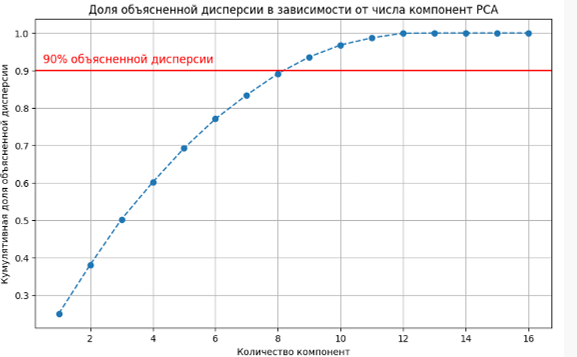 Доля объясненной дисперсии в зависимости от числа компонент PCA
Кумулятивная доля объясненной дисперсии
1.0
90% объясненной дисперсии
0.9
0.8
0.7
0.6
0.5
0.4
0.3
2 4 6 8 10 12 14 16
Количество компонент